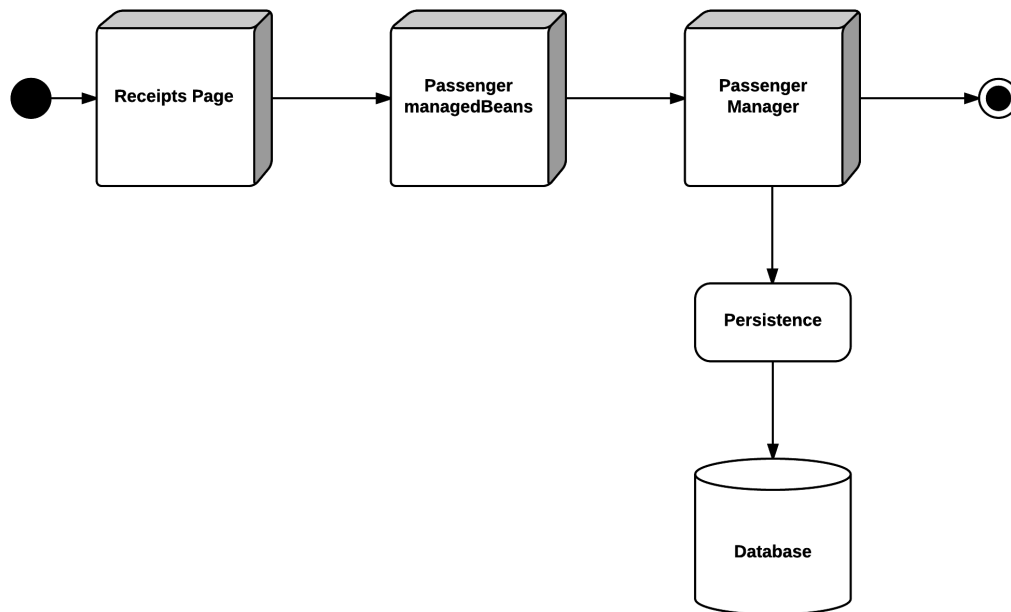 Receipts Page
Passenger
managedBeans
Passenger
Manager
Persistence
Database